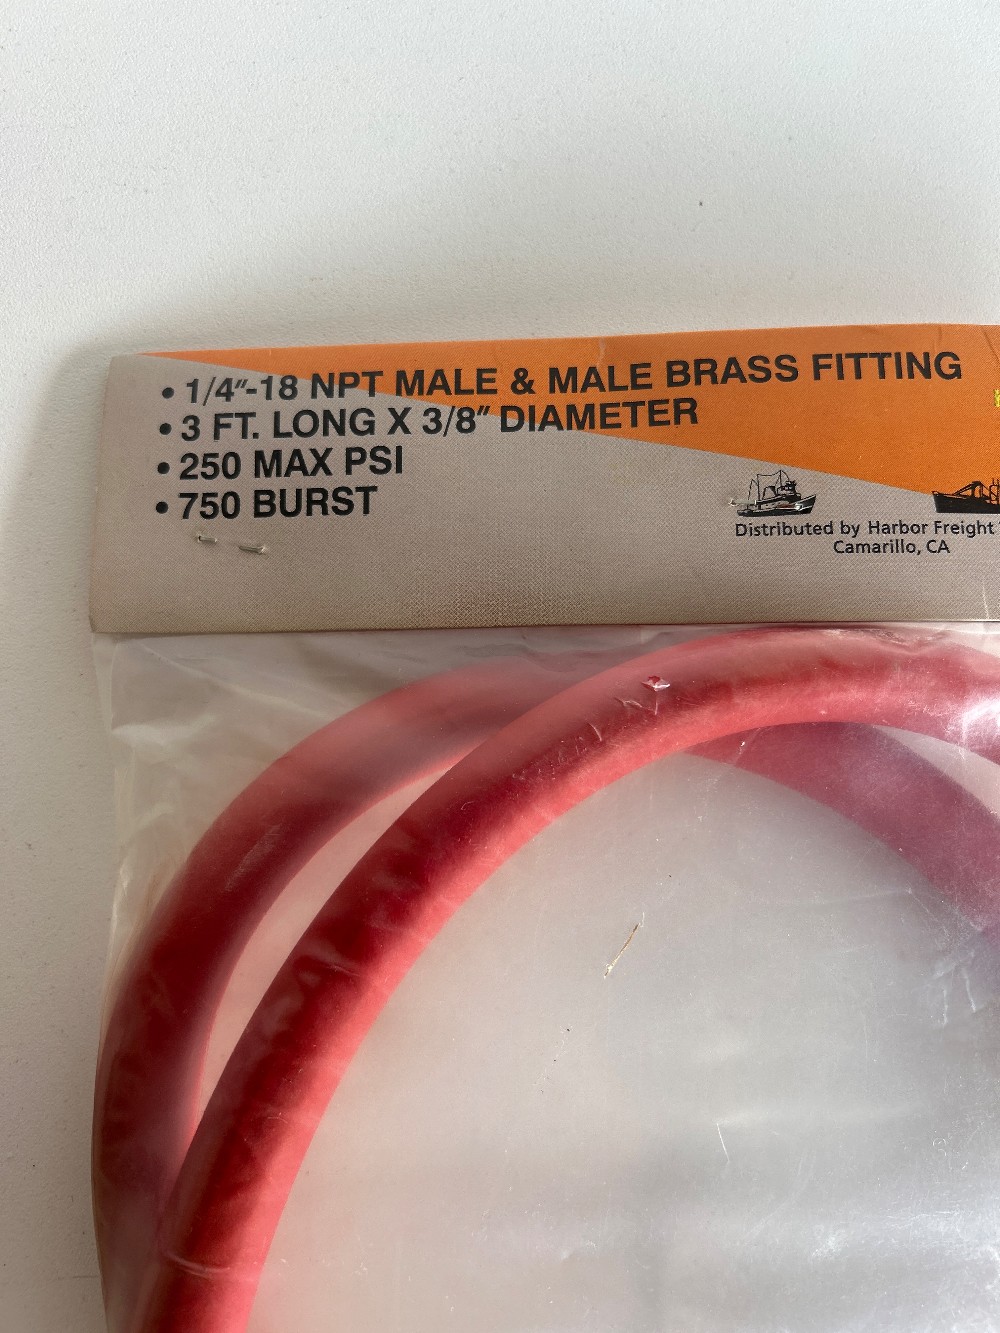 • 1/4″-18 NPT MALE & MALE BRASS FITTING
• 3 FT. LONG X 3/8″ DIAMETER
• 250 MAX PSI
• 750 BURST
Distributed by Harbor Freight
Camarillo, CA